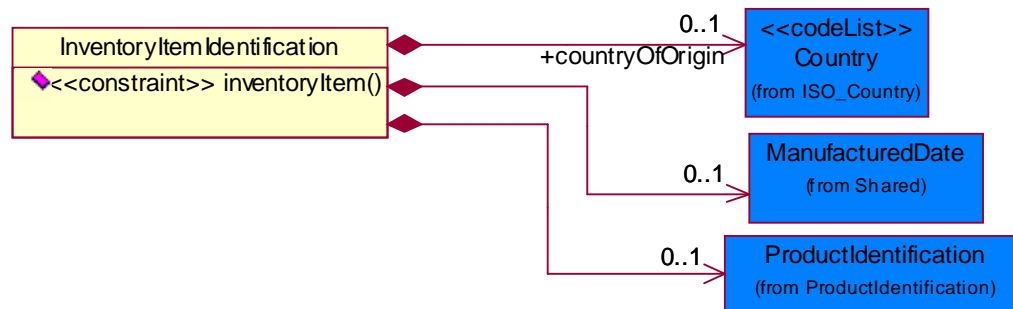 InventoryItemIdentification
<<constraint>> inventoryItem()
0..1
+countryOfOrigin
<<codeList>>
Country
(from ISO_Country)
0..1
ManufacturedDate
(from Shared)
0..1
ProductIdentification
(from ProductIdentification)